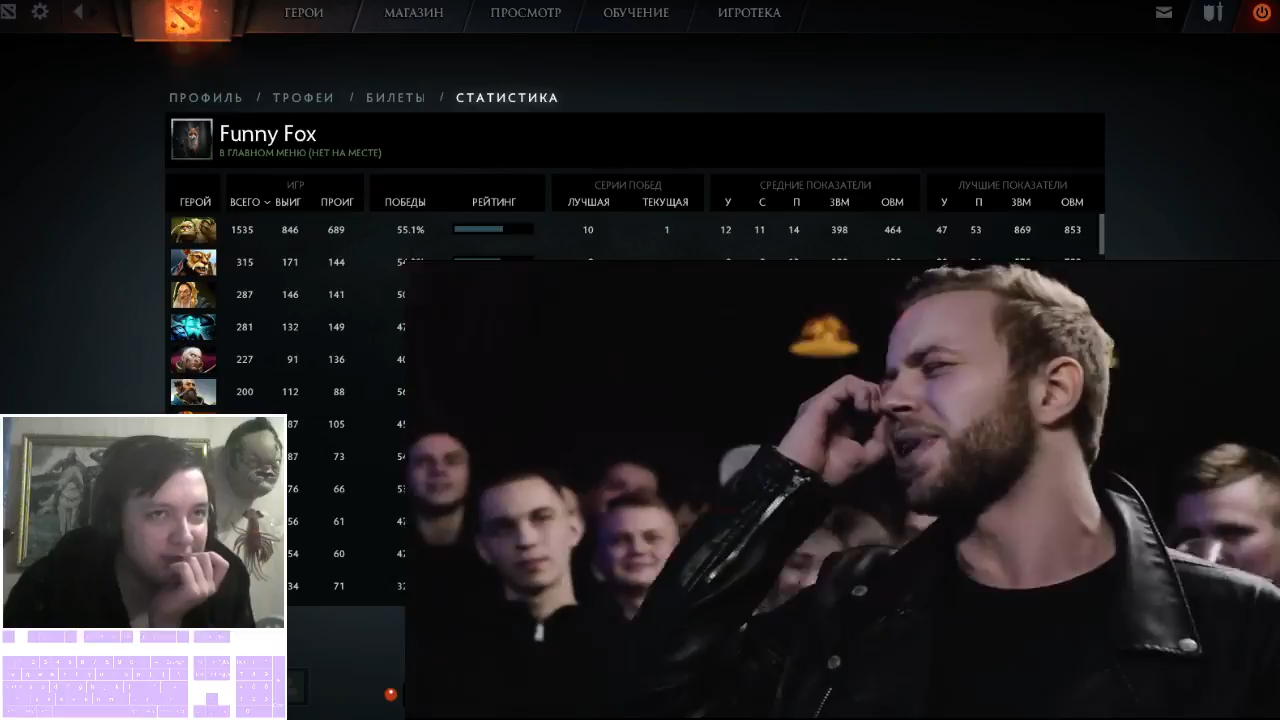 ГЕРОИ МАГАЗИН ПРОСМОТР ОБУЧЕНИЕ ИГРОТЕКА
ПРОФИЛЬ / ТРОФЕИ / БИЛЕТЫ / СТАТИСТИКА
Funny Fox
В ГЛАВНОМ МЕНЮ (НЕТ НА МЕСТЕ)
ИГР СЕРИИ ПОБЕД СРЕДНИЕ ПОКАЗАТЕЛИ ЛУЧШИЕ ПОКАЗАТЕЛИ
ГЕРОЙ ВСЕГО ВЫИГ ПРОИГ ПОБЕДЫ РЕЙТИНГ ЛУЧШАЯ ТЕКУЩАЯ У С П ЗВМ ОВМ У П ЗВМ ОВМ
1535 846 689 55.1% 10 1 12 11 14 398 464 47 53 869 853
315 171 144
287 146 141
281 132 149
227 91 136
200 112 88
87 105
87 73
76 66
56 61
54 60
34 71